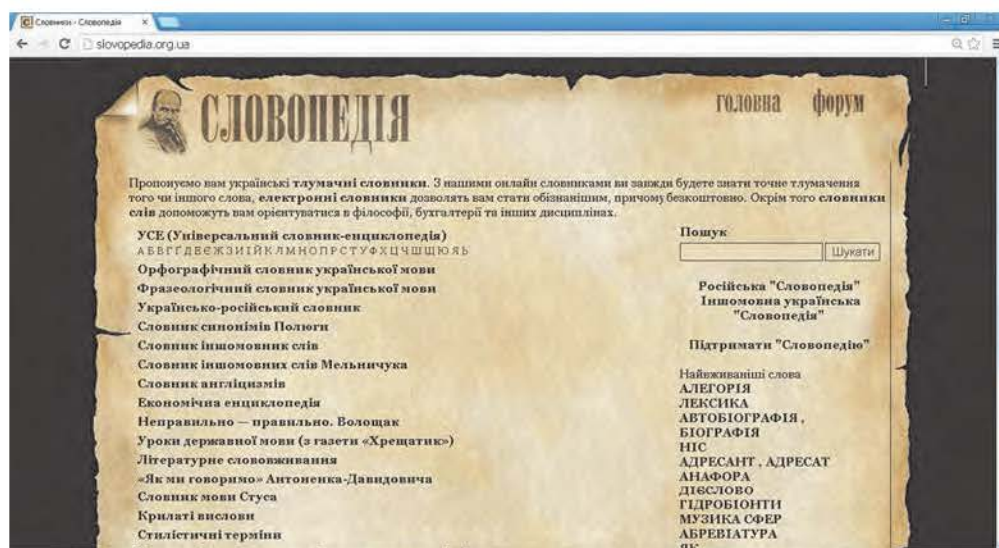 Словники - Словопедія
slovopedia.org.ua
СЛОВОПЕДІЯ
головна форум
Пропонуємо вам українські тлумачні словники. З нашими онлайн словниками ви завжди будете знати точне тлумачення
того чи іншого слова, електронні словники дозволять вам стати обізнанішим, причому безкоштовно. Окрім того словники
слів допоможуть вам орієнтуватися в філософії, бухгалтерії та інших дисциплінах.
УСЕ (Універсальний словник-енциклопедія)
А Б В Г Ґ Д Е Є Ж З И І Ї Й К Л М Н О П Р С Т У Ф Х Ц Ч Ш Щ Ю Я Ь
Орфографічний словник української мови
Фразеологічний словник української мови
Українсько-російський словник
Словник синонімів Полюги
Словник іншомовник слів
Словник іншомовних слів Мельничука
Словник англіцизмів
Економічна енциклопедія
Неправильно — правильно. Волощак
Уроки державної мови (з газети «Хрещатик»)
Літературне слововживання
«Як ми говоримо» Антоненка-Давидовича
Словник мови Стуса
Крилаті вислови
Стилістичні терміни
Пошук
Шукати
Російська "Словопедія"
Іншомовна українська
"Словопедія"
Підтримати "Словопедію"
Найвживаніші слова
АЛЕГОРІЯ
ЛЕКСИКА
АВТОБІОГРАФІЯ ,
БІОГРАФІЯ
НІС
АДРЕСАНТ , АДРЕСАТ
АНАФОРА
ДІЄСЛОВО
ГІДРОБІОНТИ
МУЗИКА СФЕР
АБРЕВІАТУРА
ЯК